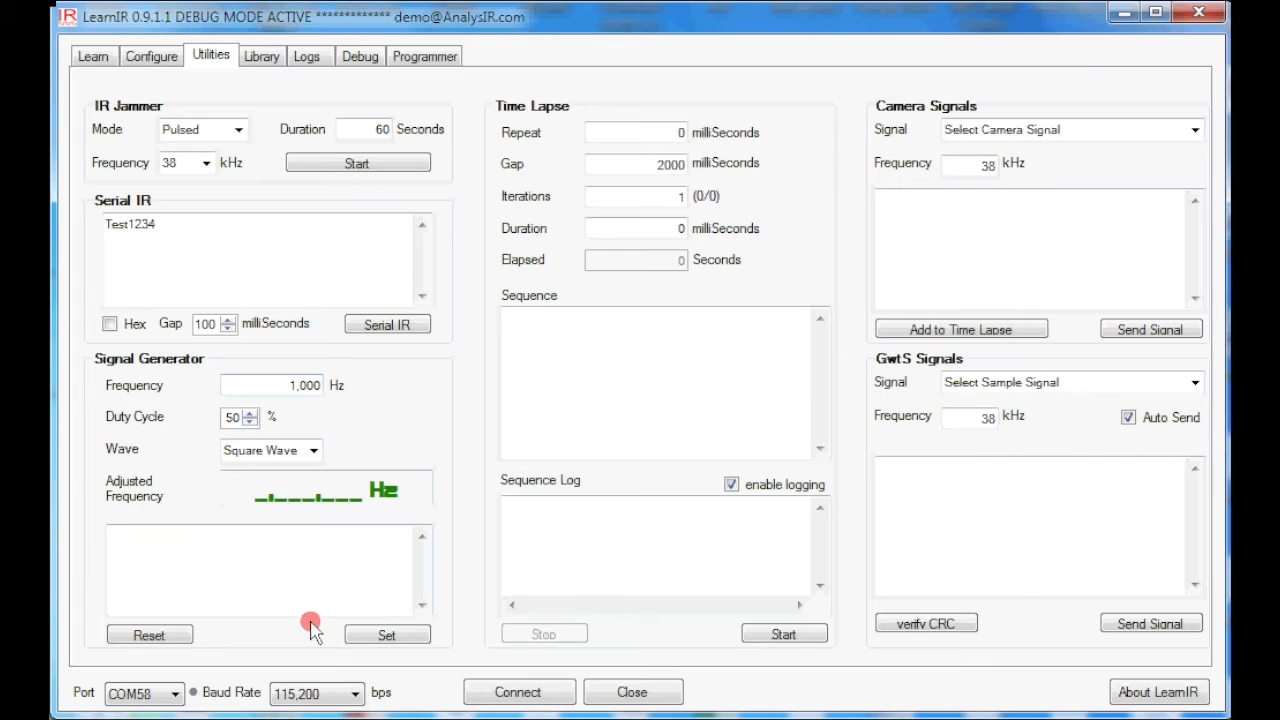 IR LearnIR 0.9.1.1 DEBUG MODE ACTIVE ************* demo@AnalysIR.com
Learn Configure Utilities Library Logs Debug Programmer
IR Jammer
Mode Pulsed Duration 60 Seconds
Frequency 38 kHz Start
Serial IR
Test1234
Hex Gap 100 milliSeconds Serial IR
Signal Generator
Frequency 1,000 Hz
Duty Cycle 50 %
Wave Square Wave
Adjusted
Frequency
_,___,___ Hz
Reset Set
Time Lapse
Repeat 0 milliSeconds
Gap 2000 milliSeconds
Iterations 1 (0/0)
Duration 0 milliSeconds
Elapsed 0 Seconds
Sequence
Sequence Log enable logging
Stop Start
Camera Signals
Signal Select Camera Signal
Frequency 38 kHz
Add to Time Lapse Send Signal
GwtS Signals
Signal Select Sample Signal
Frequency 38 kHz Auto Send
verify CRC Send Signal
Port COM58 Baud Rate 115,200 bps Connect Close About LearnIR